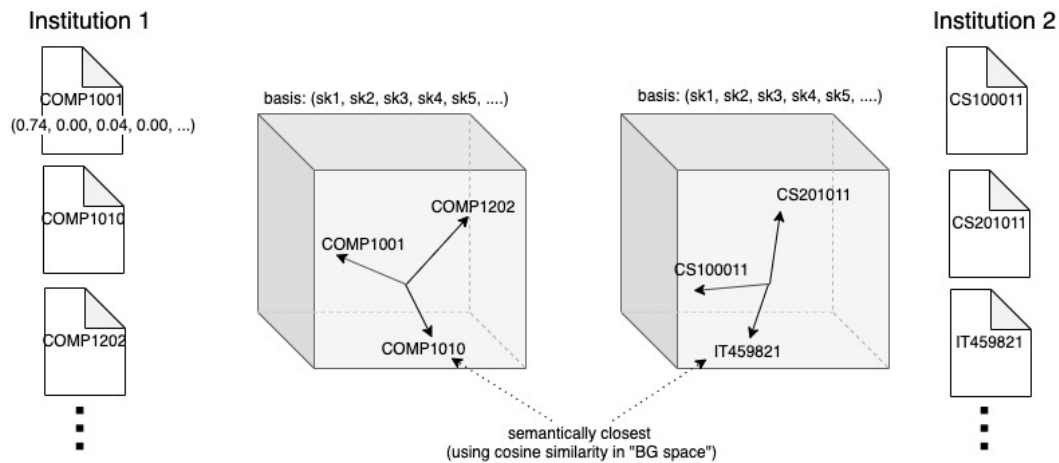 Institution 1
COMP1001
(0.74, 0.00, 0.04, 0.00, ...)
COMP1010
COMP1202
basis: (sk1, sk2, sk3, sk4, sk5, ....)
COMP1202
COMP1001
COMP1010
basis: (sk1, sk2, sk3, sk4, sk5, ....)
CS201011
CS100011
IT459821
semantically closest
(using cosine similarity in "BG space")
Institution 2
CS100011
CS201011
IT459821